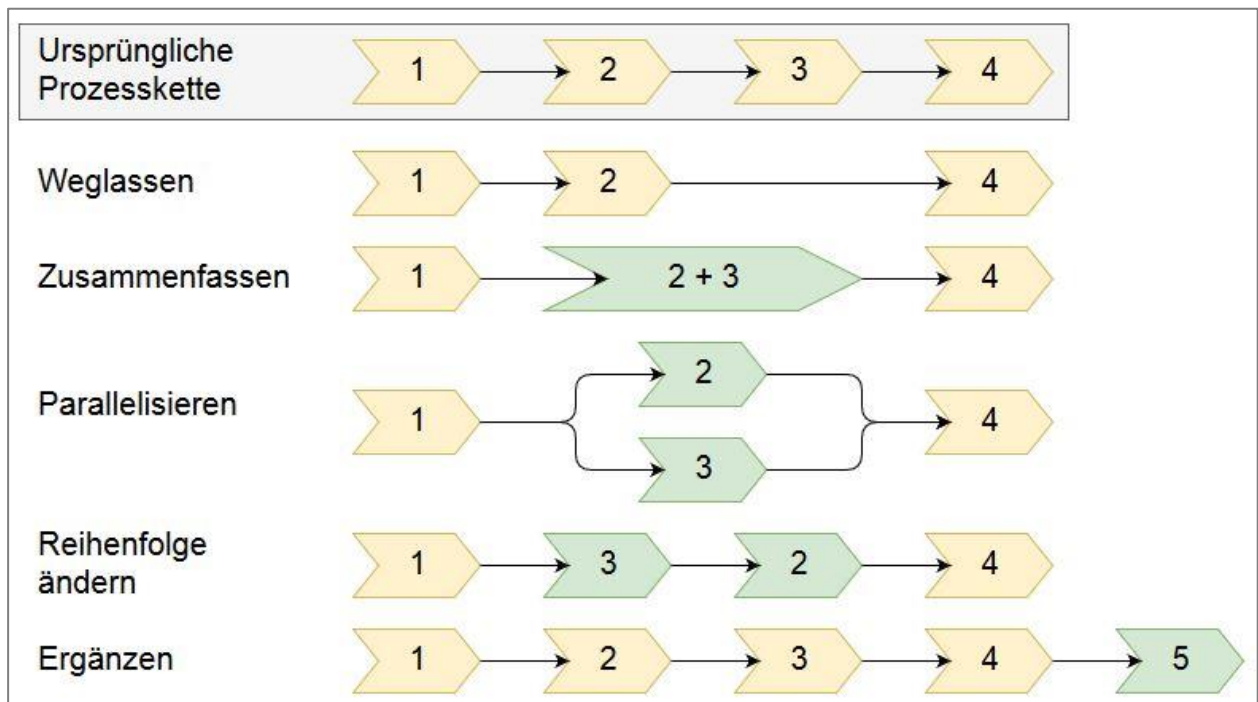 Ursprüngliche
Prozesskette
1 2 3 4
Weglassen
1 2 4
Zusammenfassen
1 2 + 3 4
Parallelisieren
1 2 3 4
Reihenfolge
ändern
1 3 2 4
Ergänzen
1 2 3 4 5